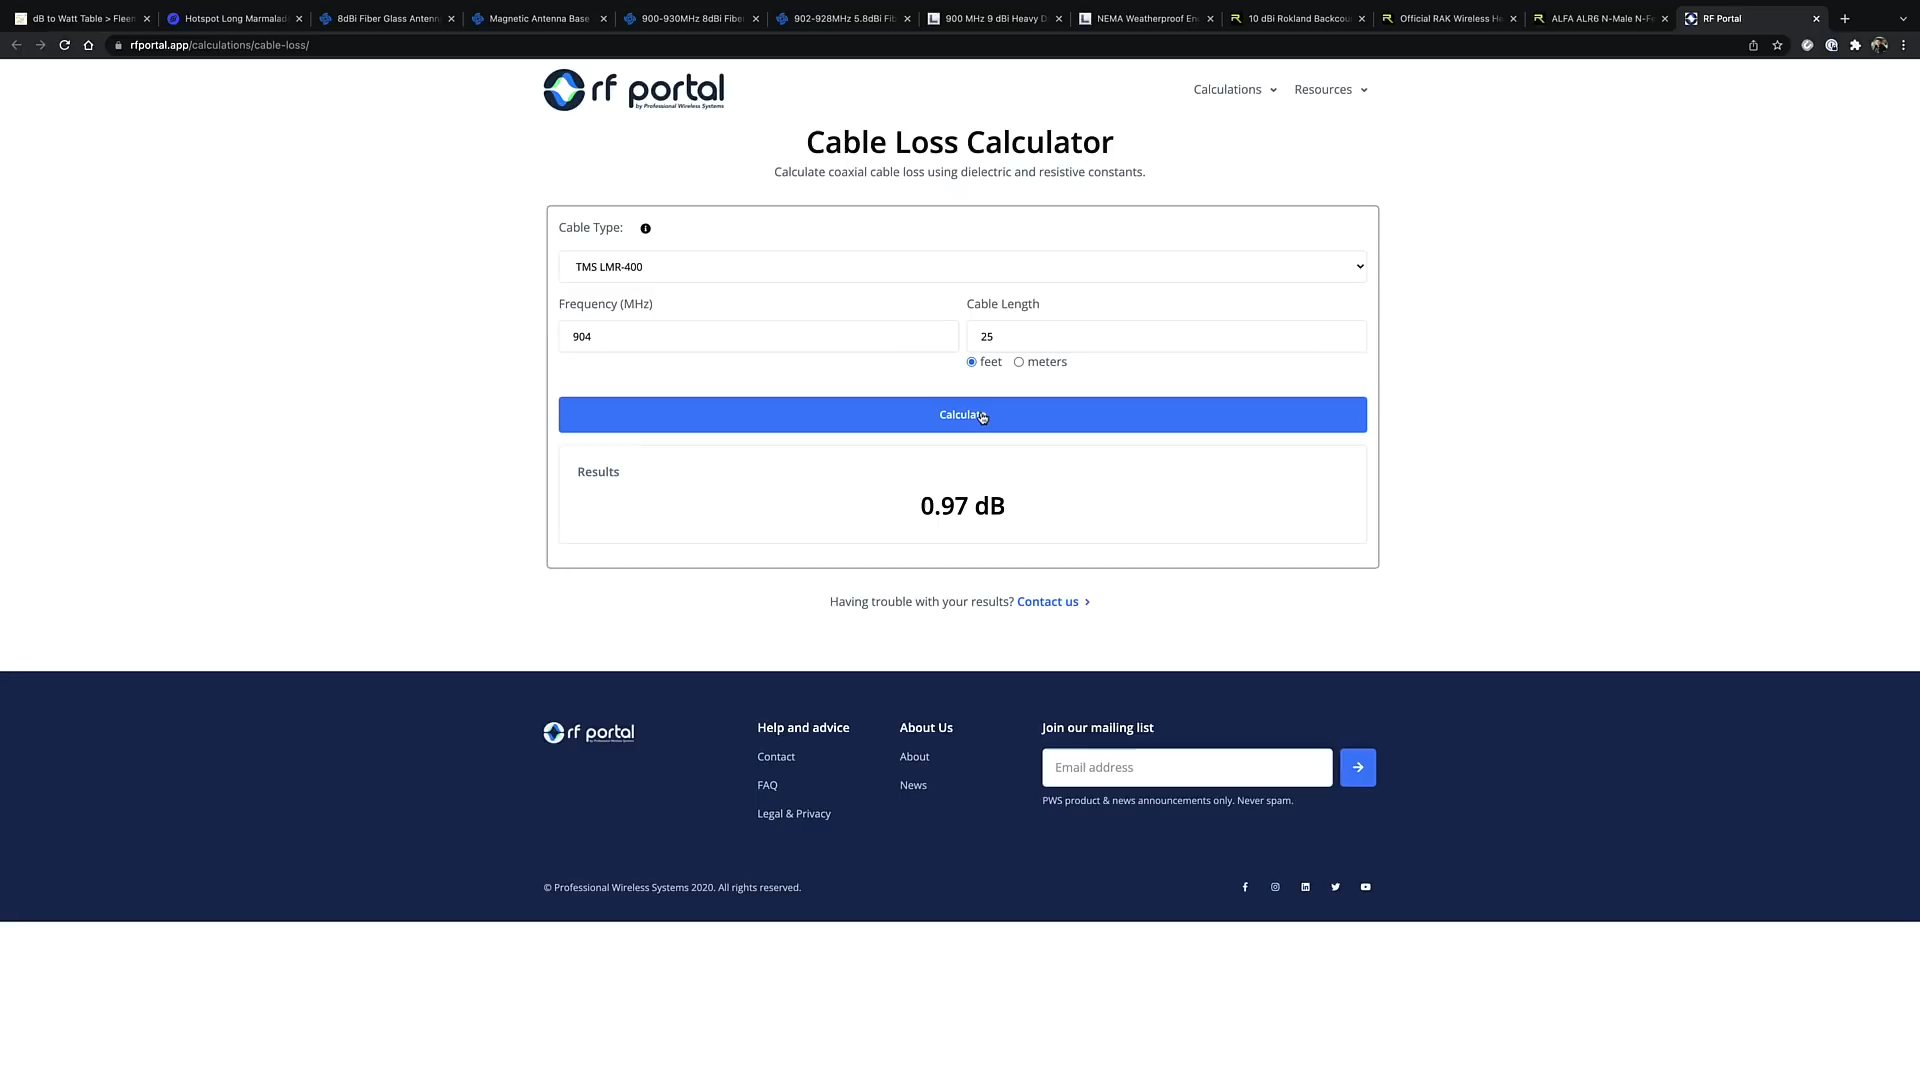 dB to Watt Table > Fleen
Hotspot Long Marmalad
8dBi Fiber Glass Antenn
Magnetic Antenna Base
900-930MHz 8dBi Fibe
902-928MHz 5.8dBi Fib
900 MHz 9 dBi Heavy D
NEMA Weatherproof En
10 dBi Rokland Backcou
Official RAK Wireless He
ALFA ALR6 N-Male N-Fe
RF Portal
rfportal.app/calculations/cable-loss/
rf portal
by Professional Wireless Systems
Calculations
Resources
Cable Loss Calculator
Calculate coaxial cable loss using dielectric and resistive constants.
Cable Type:
TMS LMR-400
Frequency (MHz)
Cable Length
904
25
feet
meters
Calculate
Results
0.97 dB
Having trouble with your results? Contact us >
rf portal
Help and advice
Contact
FAQ
Legal & Privacy
About Us
About
News
Join our mailing list
Email address
PWS product & news announcements only. Never spam.
© Professional Wireless Systems 2020. All rights reserved.